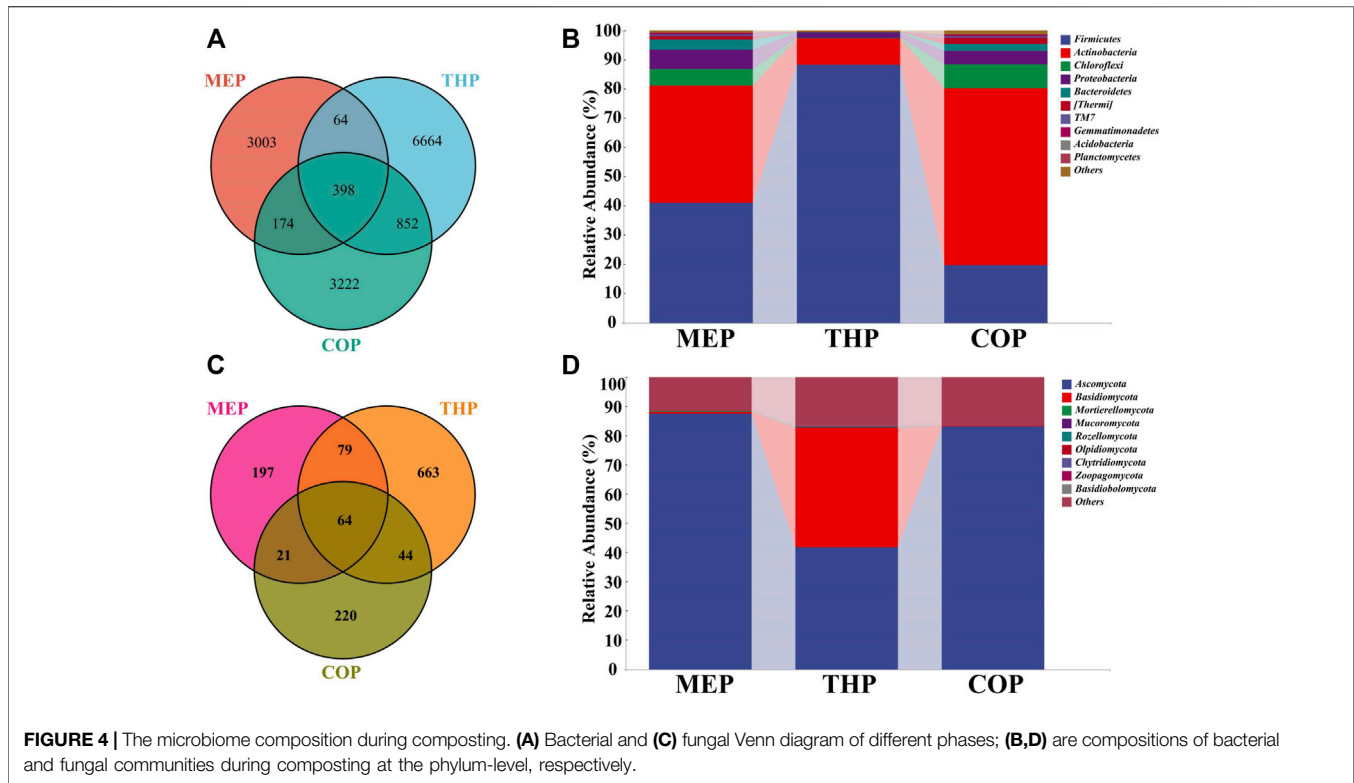 A
MEP
THP
64
3003
6664
398
174
852
3222
COP
B
Relative Abundance (%)
100
90
80
70
60
50
40
30
20
10
0
MEP
THP
COP
Firmicutes
Actinobacteria
Chloroflexi
Proteobacteria
Bacteroidetes
[Thermi]
TM7
Gemmatimonadetes
Acidobacteria
Planctomycetes
Others
C
MEP
THP
79
197
663
64
21
44
220
COP
D
Relative Abundance (%)
100
90
80
70
60
50
40
30
20
10
0
MEP
THP
COP
Ascomycota
Basidiomycota
Mortierellomycota
Mucoromycota
Rozellomycota
Olpidiomycota
Chytridiomycota
Zoopagomycota
Basidiobolomycota
Others
FIGURE 4 | The microbiome composition during composting. (A) Bacterial and (C) fungal Venn diagram of different phases; (B,D) are compositions of bacterial
and fungal communities during composting at the phylum-level, respectively.